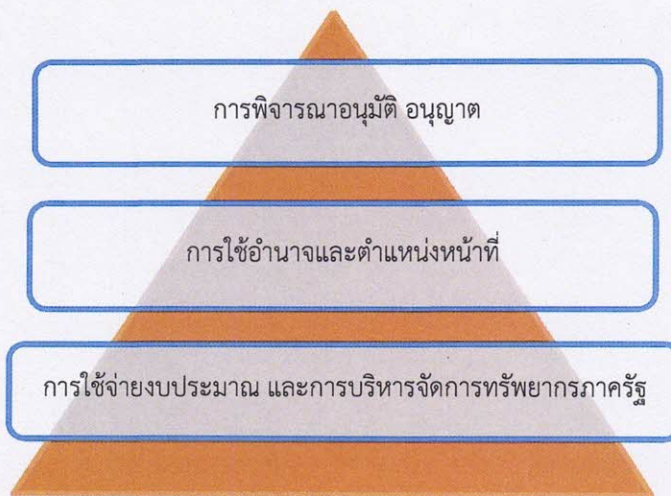 การพิจารณาอนุมัติ อนุญาต
การใช้อำนาจและตำแหน่งหน้าที่
การใช้จ่ายงบประมาณ และการบริหารจัดการทรัพยากรภาครัฐ